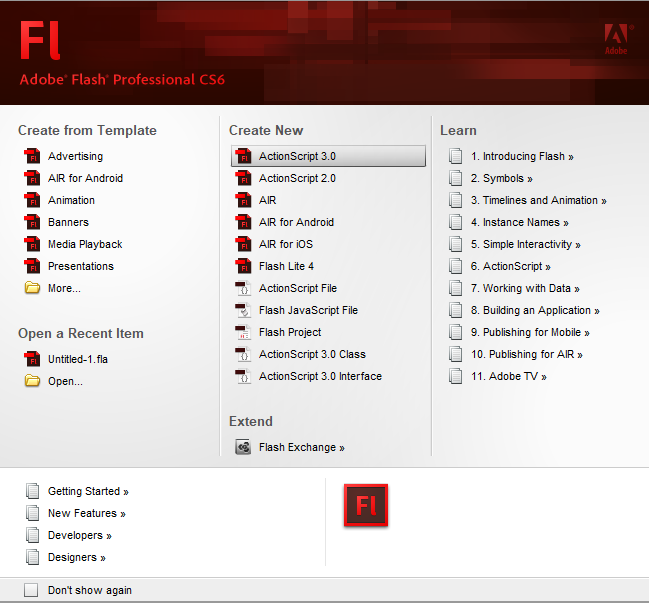 Fl
Adobe® Flash® Professional CS6
Adobe
Create from Template
Advertising
AIR for Android
Animation
Banners
Media Playback
Presentations
More...
Open a Recent Item
Untitled-1.fla
Open...
Create New
ActionScript 3.0
ActionScript 2.0
AIR
AIR for Android
AIR for iOS
Flash Lite 4
ActionScript File
Flash JavaScript File
Flash Project
ActionScript 3.0 Class
ActionScript 3.0 Interface
Extend
Flash Exchange »
Learn
1. Introducing Flash »
2. Symbols »
3. Timelines and Animation »
4. Instance Names »
5. Simple Interactivity »
6. ActionScript »
7. Working with Data »
8. Building an Application »
9. Publishing for Mobile »
10. Publishing for AIR »
11. Adobe TV »
Getting Started »
New Features »
Developers »
Designers »
Fl
Don't show again